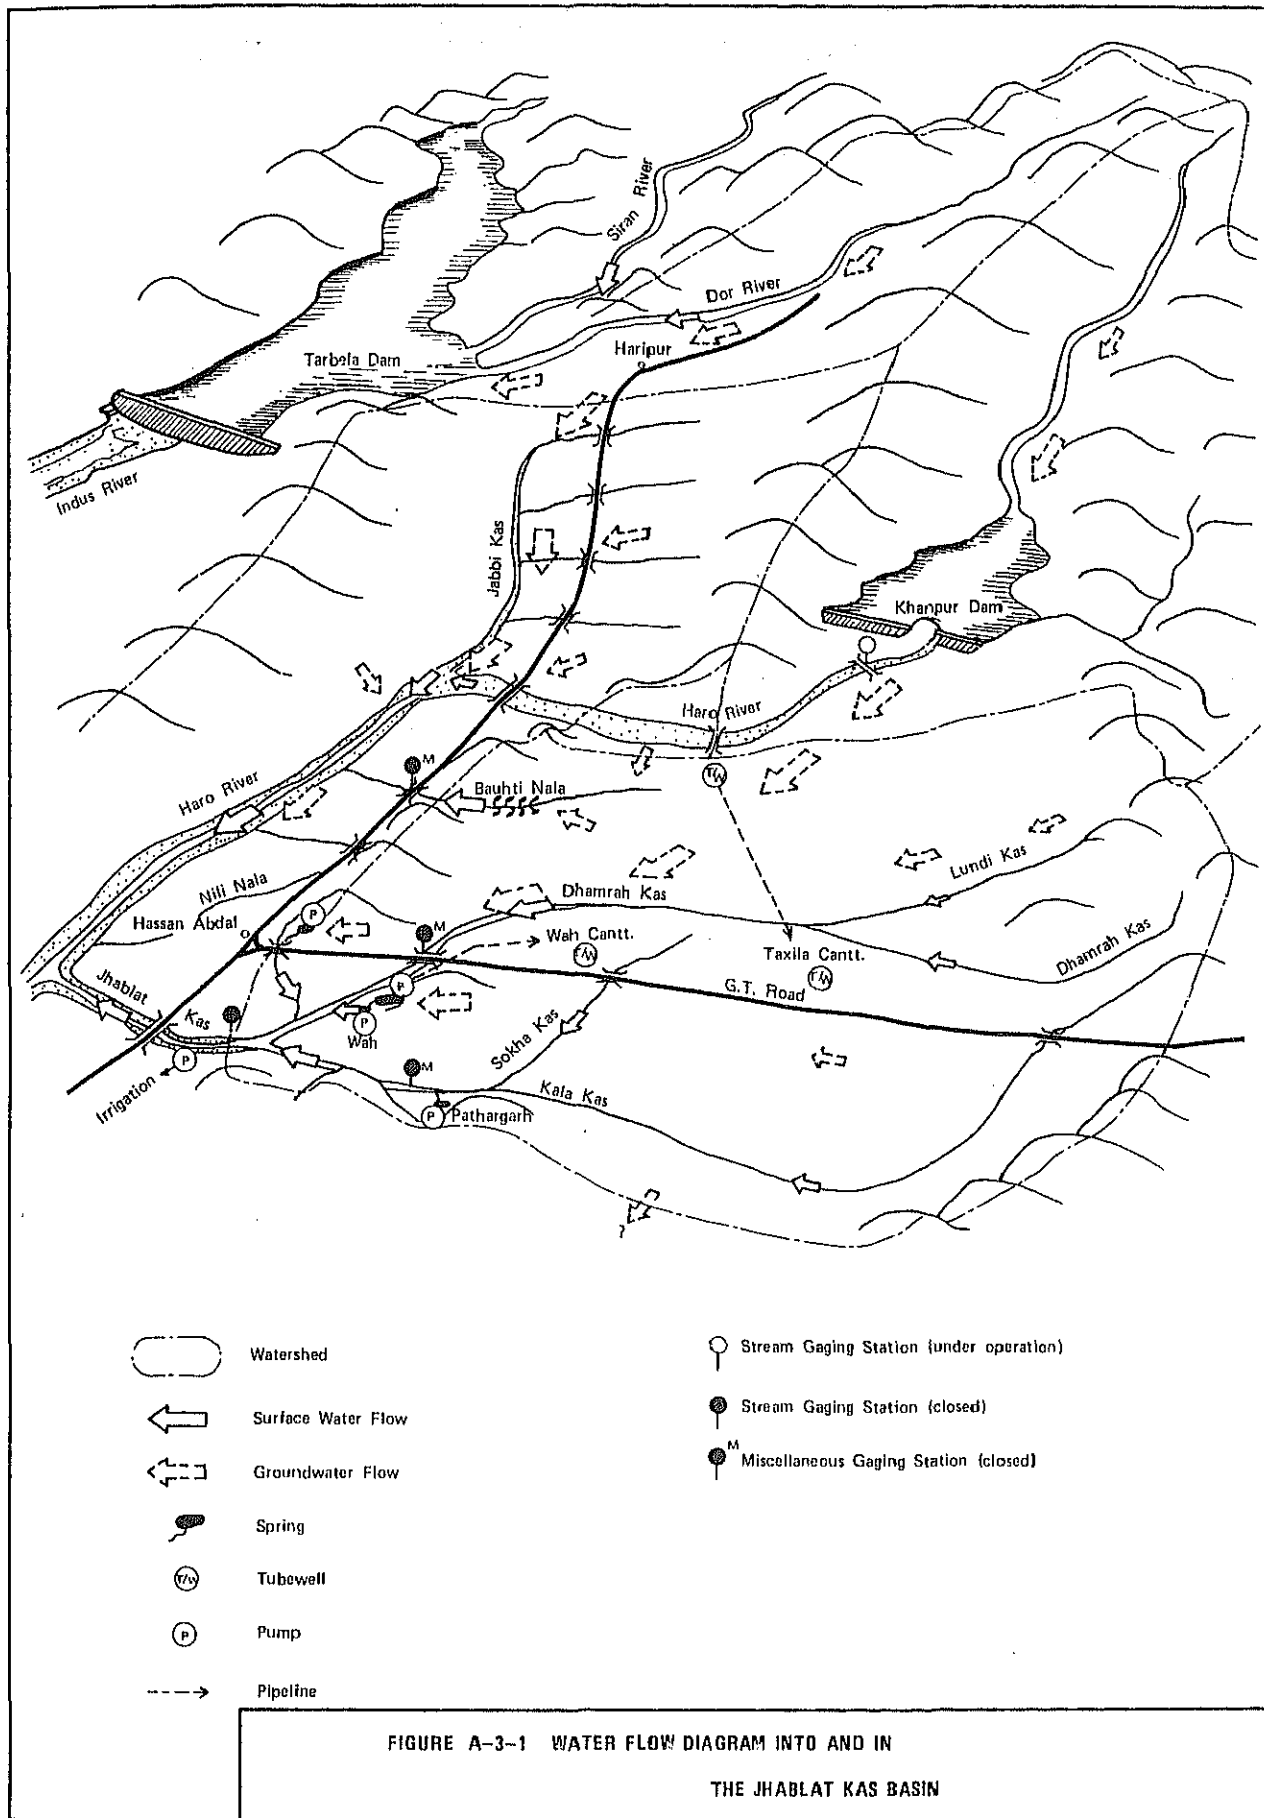 Siran River
Dor River
Haripur
Tarbela Dam
Indus River
Jabbi Kas
Khanpur Dam
Haro River
Haro River
M
Bauhti Nala
T/W
Lundi Kas
Nili Nala
Dhamrah Kas
P
Hassan Abdal
M
Wah Cantt.
T/W
Taxila Cantt.
T/W
Dhamrah Kas
G.T. Road
Jhablat Kas
P
P
Wah
Sokha Kas
P
Irrigation
M
Kala Kas
P
Pathargarh
?
Watershed
Surface Water Flow
Groundwater Flow
Spring
T/W
Tubewell
P
Pump
Pipeline
Stream Gaging Station (under operation)
Stream Gaging Station (closed)
M
Miscellaneous Gaging Station (closed)
FIGURE A-3-1 WATER FLOW DIAGRAM INTO AND IN
THE JHABLAT KAS BASIN